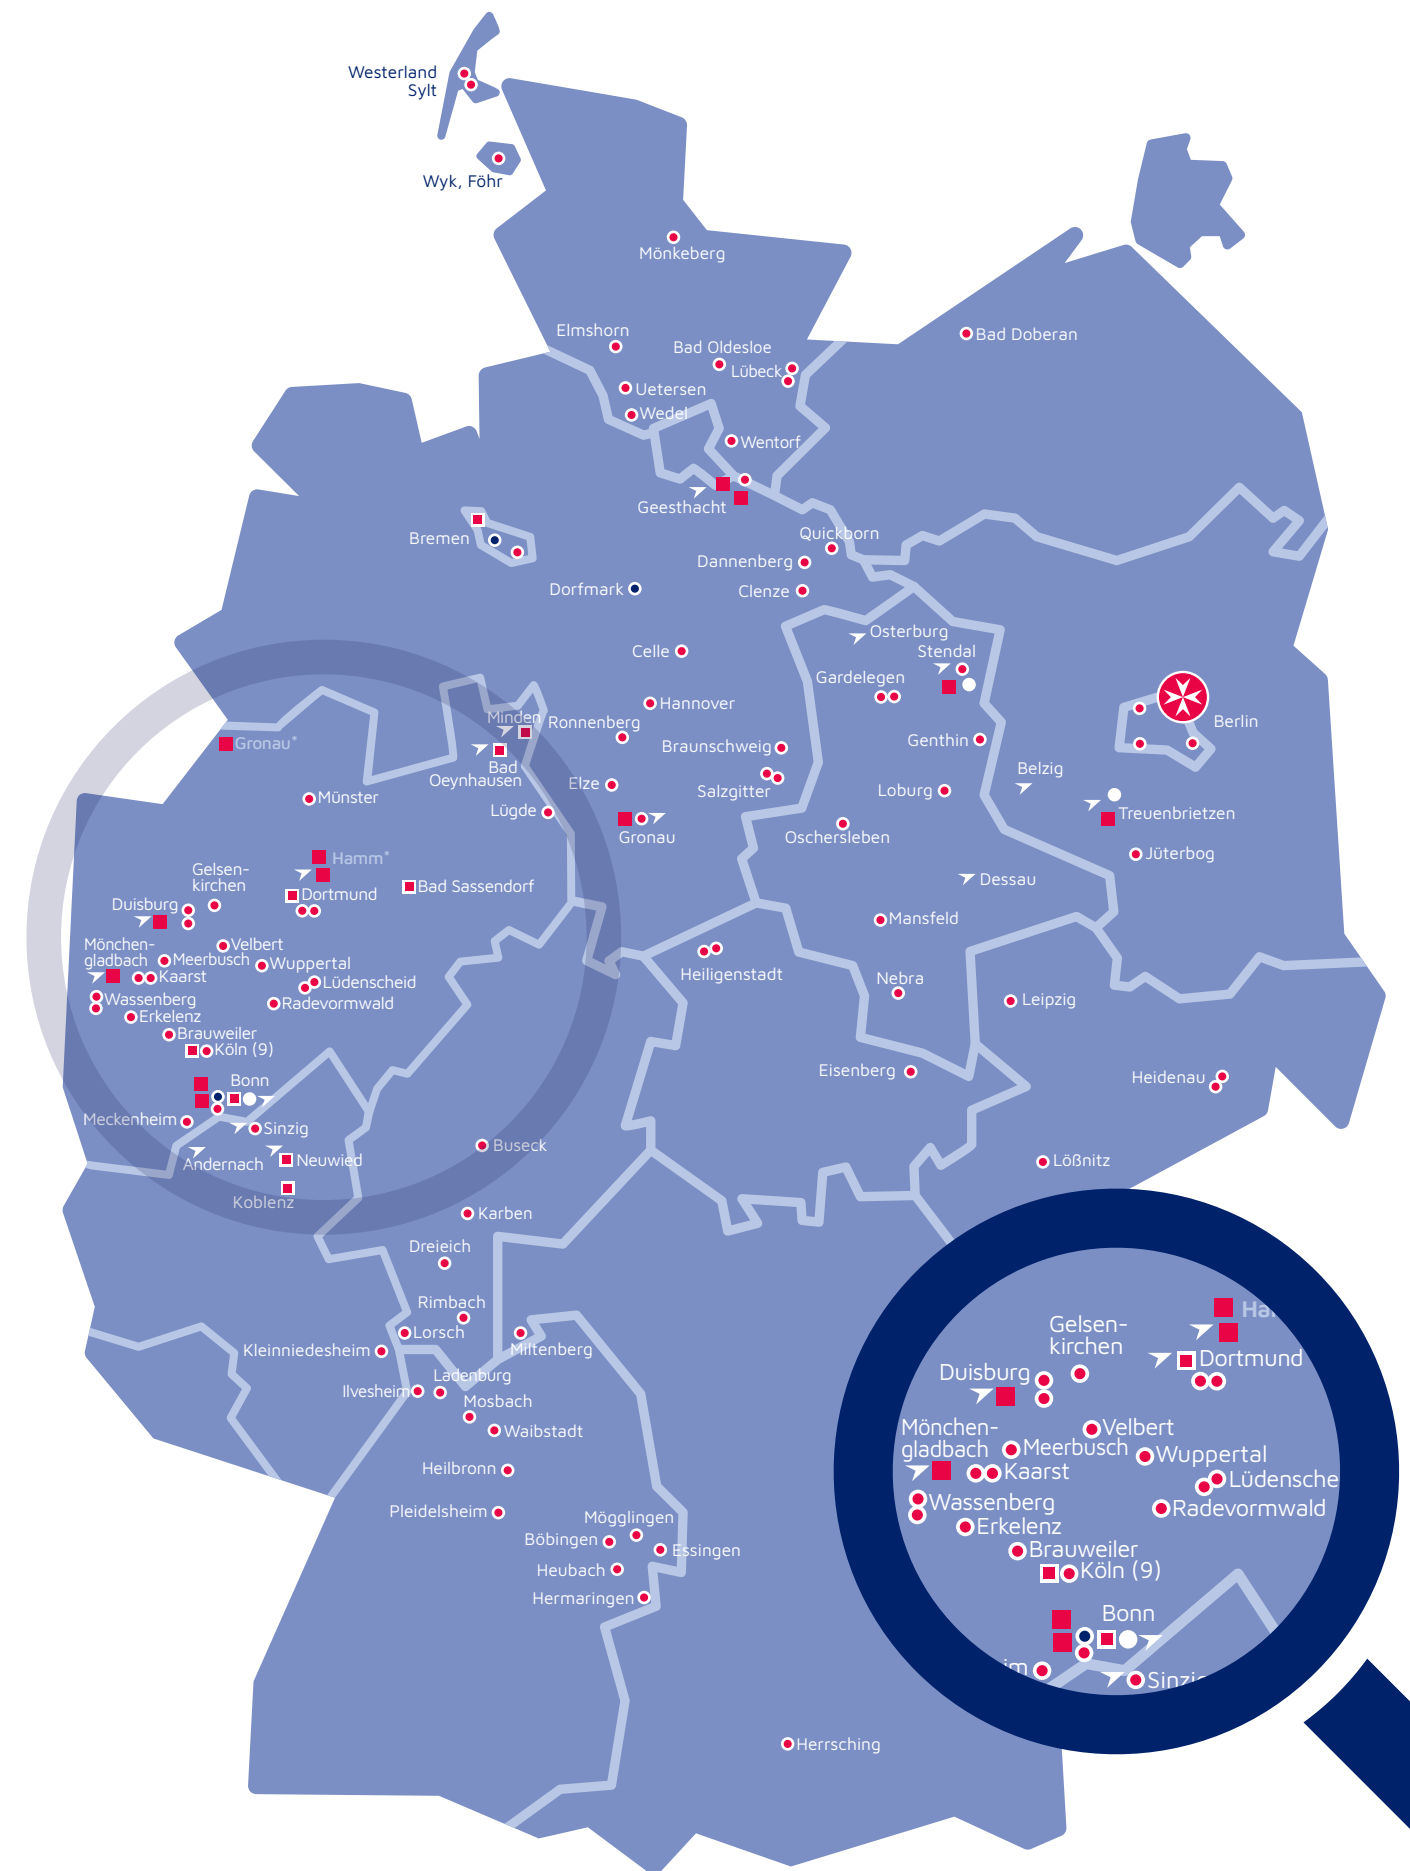 Westerland
Sylt
Wyk, Föhr
Mönkeberg
Elmshorn
Bad Doberan
Bad Oldesloe
Lübeck
Uetersen
Wedel
Wentorf
Geesthacht
Quickborn
Bremen
Dannenberg
Dorfmark
Clenze
Osterburg
Celle
Stendal
Gardelegen
Hannover
Minden
Ronnenberg
Berlin
Gronau*
Braunschweig
Genthin
Bad
Oeynhausen
Belzig
Elze
Salzgitter
Loburg
Münster
Lügde
Treuenbrietzen
Gronau
Oschersleben
Hamm*
Jüterbog
Gelsen-
kirchen
Dortmund
Bad Sassendorf
Dessau
Duisburg
Mansfeld
Mönchen-
gladbach
Velbert
Meerbusch
Wuppertal
Kaarst
Heiligenstadt
Lüdenscheid
Nebra
Wassenberg
Radevormwald
Leipzig
Erkelenz
Brauweiler
Köln (9)
Eisenberg
Heidenau
Bonn
Meckenheim
Sinzig
Buseck
Andernach
Neuwied
Lößnitz
Koblenz
Karben
Dreieich
Rimbach
Lorsch
Kleinniedesheim
Miltenberg
Ladenburg
Ilvesheim
Mosbach
Waibstadt
Heilbronn
Pleidelsheim
Mögglingen
Böbingen
Essingen
Heubach
Hermaringen
Herrsching
Ha
Gelsen-
kirchen
Dortmund
Duisburg
Mönchen-
gladbach
Velbert
Meerbusch
Wuppertal
Kaarst
Lüdensche
Wassenberg
Radevormwald
Erkelenz
Brauweiler
Köln (9)
Bonn
im
Sinzig